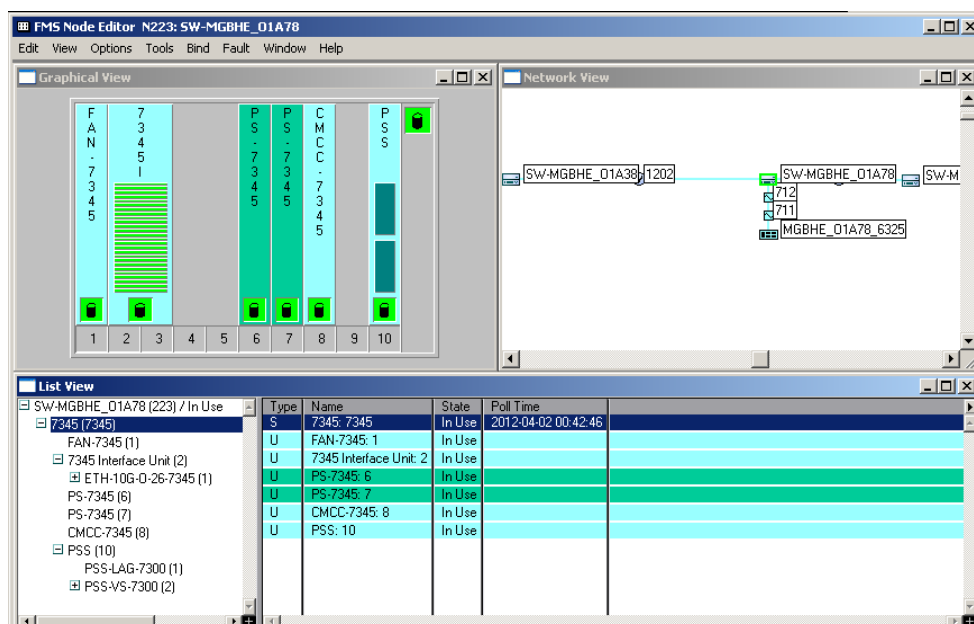 FMS Node Editor N223: SW-MGBHE_01A78
Edit View Options Tools Bind Fault Window Help
Graphical View
FAN-7345
7345I
PS-7345
PS-7345
CMCC-7345
PSS
1 2 3 4 5 6 7 8 9 10
Network View
SW-MGBHE_01A38 1202 SW-MGBHE_01A78 SW-M
712
711
MGBHE_01A78_6325
List View
SW-MGBHE_01A78 (223) / In Use
7345 (7345)
FAN-7345 (1)
7345 Interface Unit (2)
ETH-10G-O-26-7345 (1)
PS-7345 (6)
PS-7345 (7)
CMCC-7345 (8)
PSS (10)
PSS-LAG-7300 (1)
PSS-VS-7300 (2)
Type Name State Poll Time
S 7345: 7345 In Use 2012-04-02 00:42:46
U FAN-7345: 1 In Use
U 7345 Interface Unit: 2 In Use
U PS-7345: 6 In Use
U PS-7345: 7 In Use
U CMCC-7345: 8 In Use
U PSS: 10 In Use